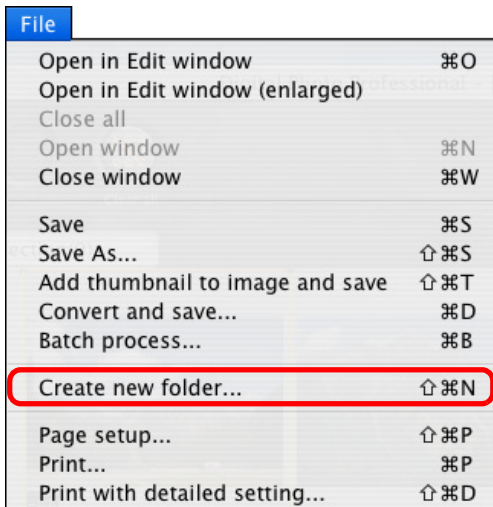 File
Open in Edit window ⌘O
Open in Edit window (enlarged)
Close all
Open window ⌘N
Close window ⌘W
Save ⌘S
Save As... ⇧⌘S
Add thumbnail to image and save ⇧⌘T
Convert and save... ⌘D
Batch process... ⌘B
Create new folder... ⇧⌘N
Page setup... ⇧⌘P
Print... ⌘P
Print with detailed setting... ⇧⌘D